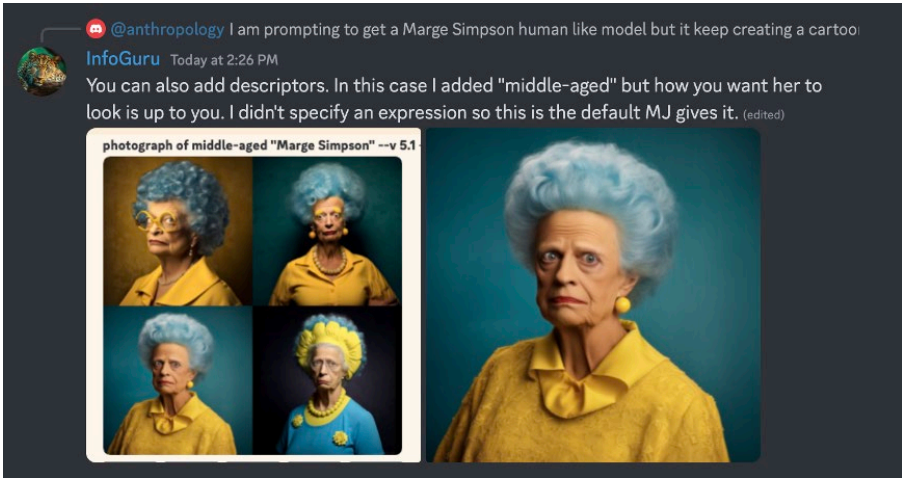 @anthropology I am prompting to get a Marge Simpson human like model but it keep creating a cartoo
InfoGuru Today at 2:26 PM
You can also add descriptors. In this case I added "middle-aged" but how you want her to
look is up to you. I didn't specify an expression so this is the default MJ gives it. (edited)
photograph of middle-aged "Marge Simpson" --v 5.1